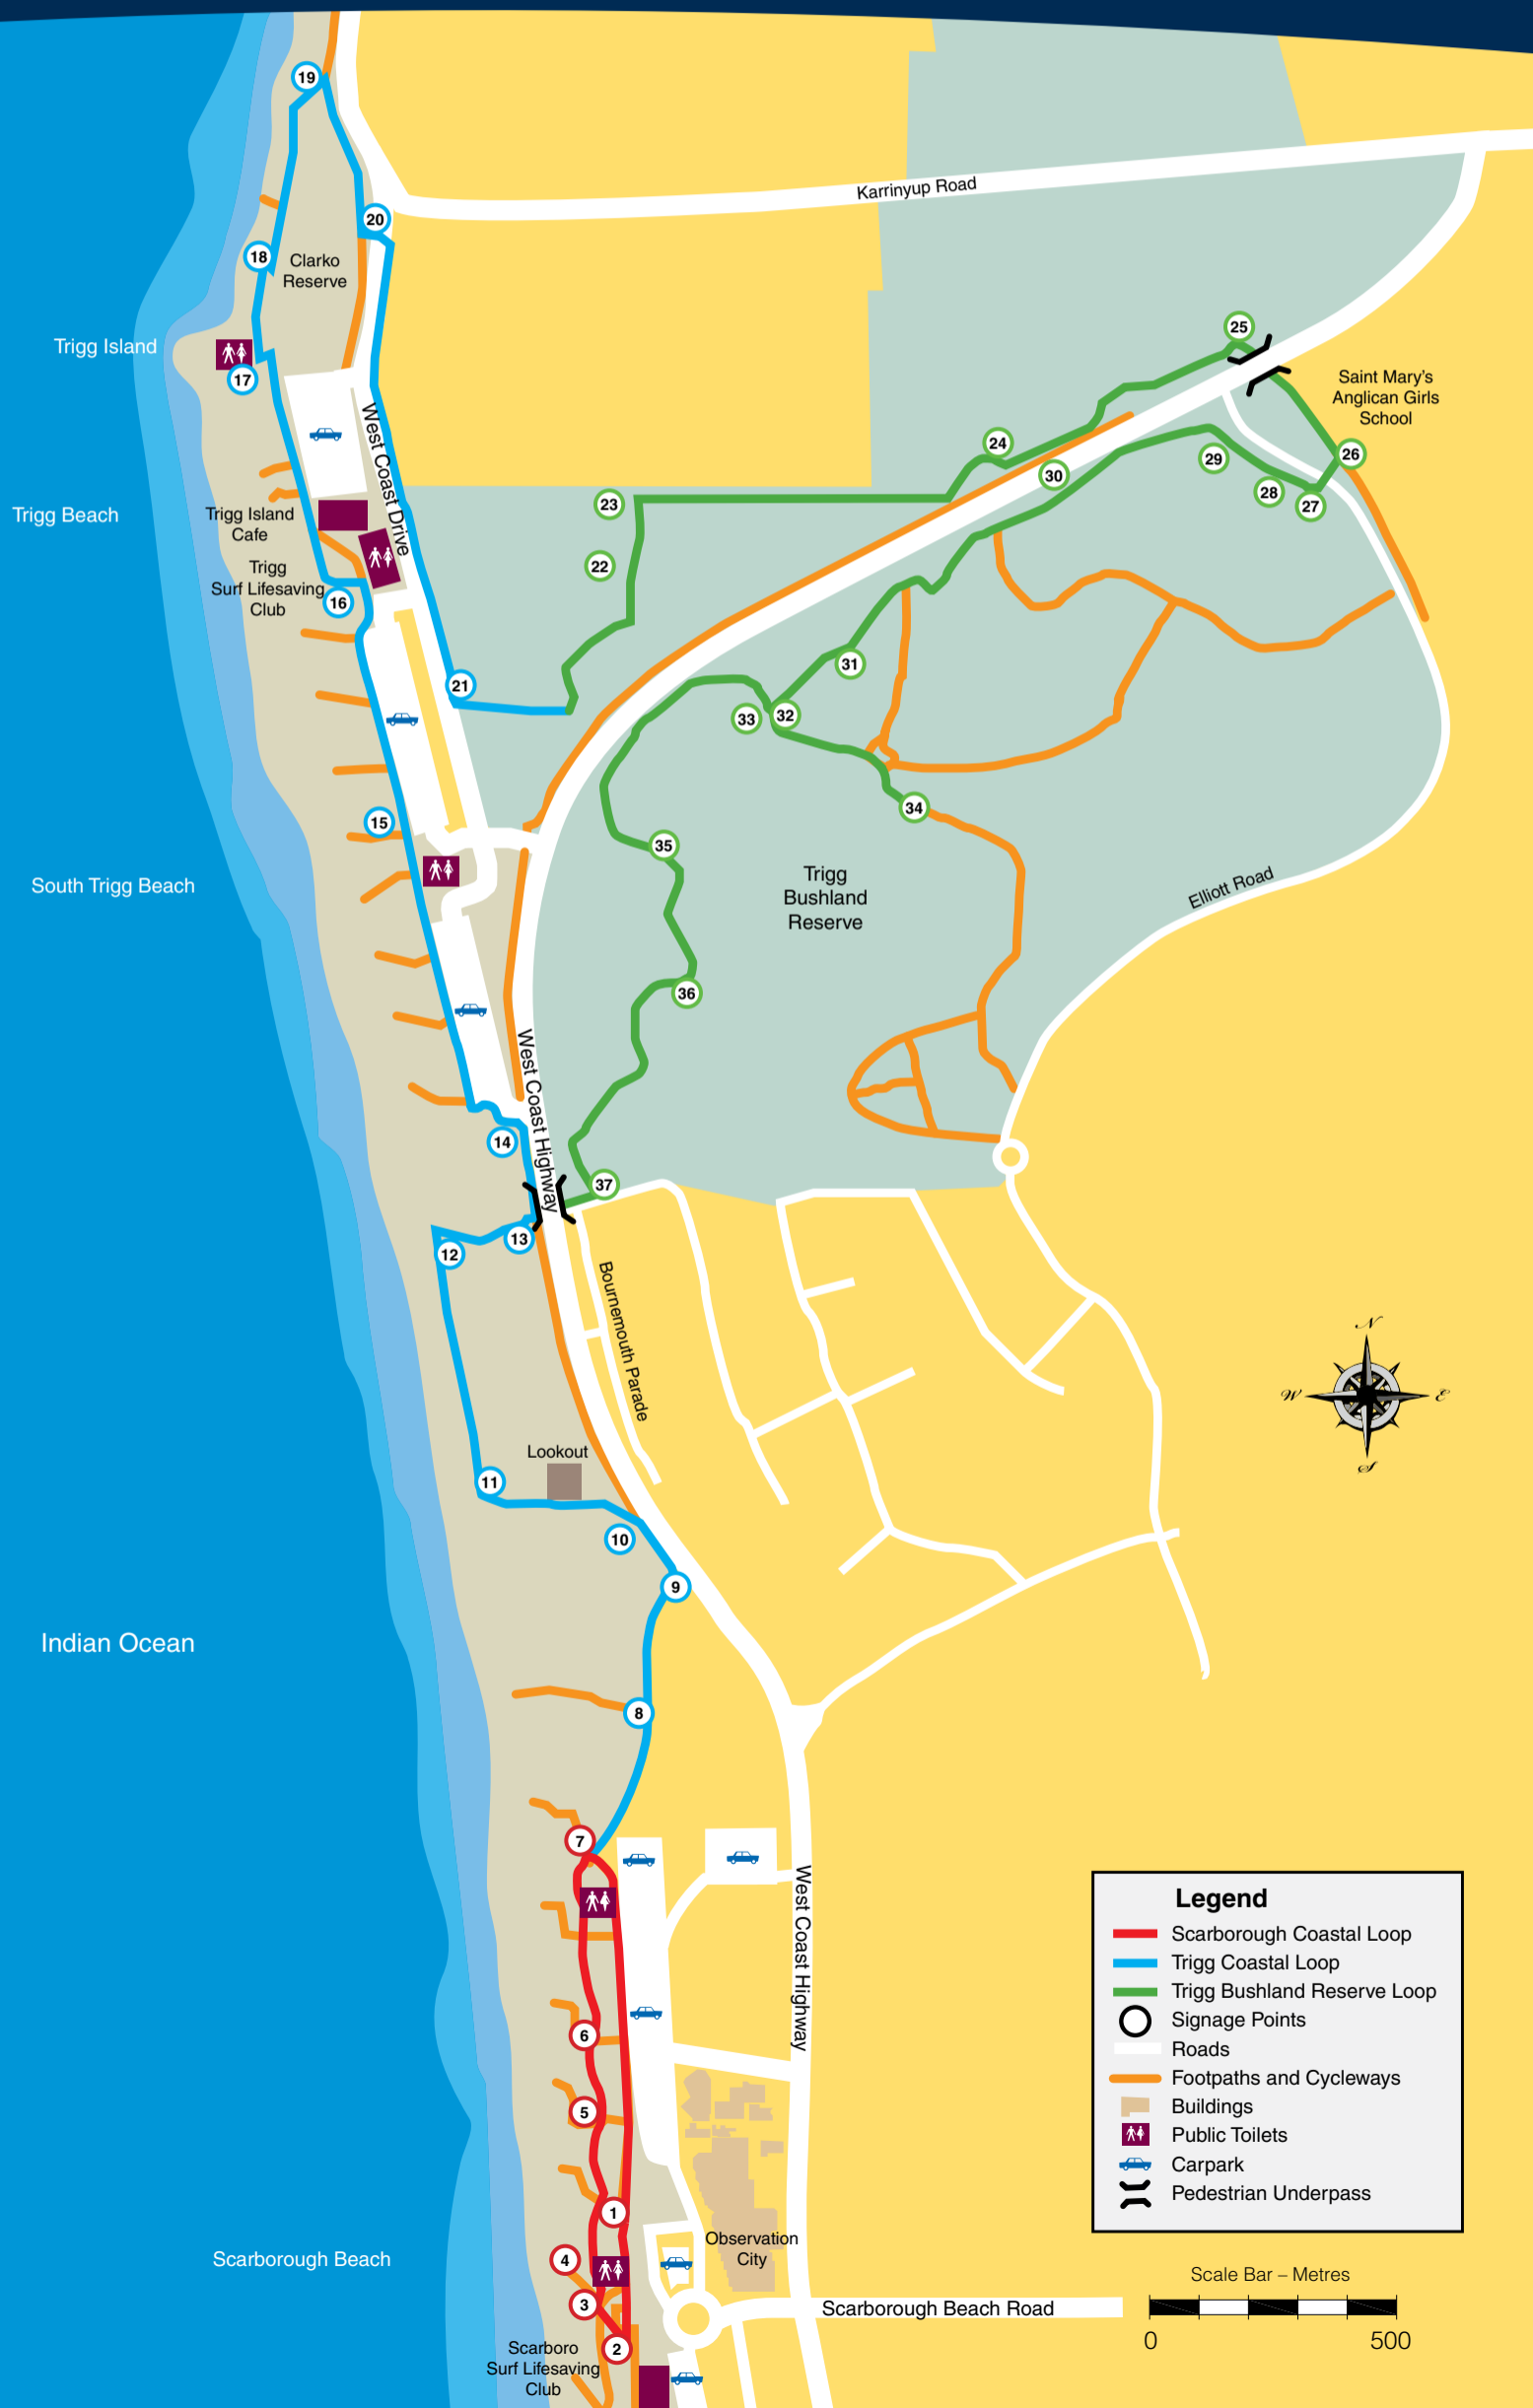 19
Karrinyup Road
20
18
Clarko
Reserve
25
Trigg Island
17
Saint Mary's
Anglican Girls
School
West Coast Drive
24
26
30
29
28
27
23
Trigg Beach
Trigg Island
Cafe
22
Trigg
Surf Lifesaving
Club
16
31
21
33
32
34
15
35
South Trigg Beach
Trigg
Bushland
Reserve
Elliott Road
36
West Coast Highway
14
37
13
12
Bournemouth Parade
N
W
E
S
Lookout
11
10
9
Indian Ocean
8
7
West Coast Highway
6
5
1
4
3
2
Observation
City
Scarborough Beach
Scarborough Beach Road
Scarboro
Surf Lifesaving
Club
Legend
Scarborough Coastal Loop
Trigg Coastal Loop
Trigg Bushland Reserve Loop
Signage Points
Roads
Footpaths and Cycleways
Buildings
Public Toilets
Carpark
Pedestrian Underpass
Scale Bar – Metres
0
500